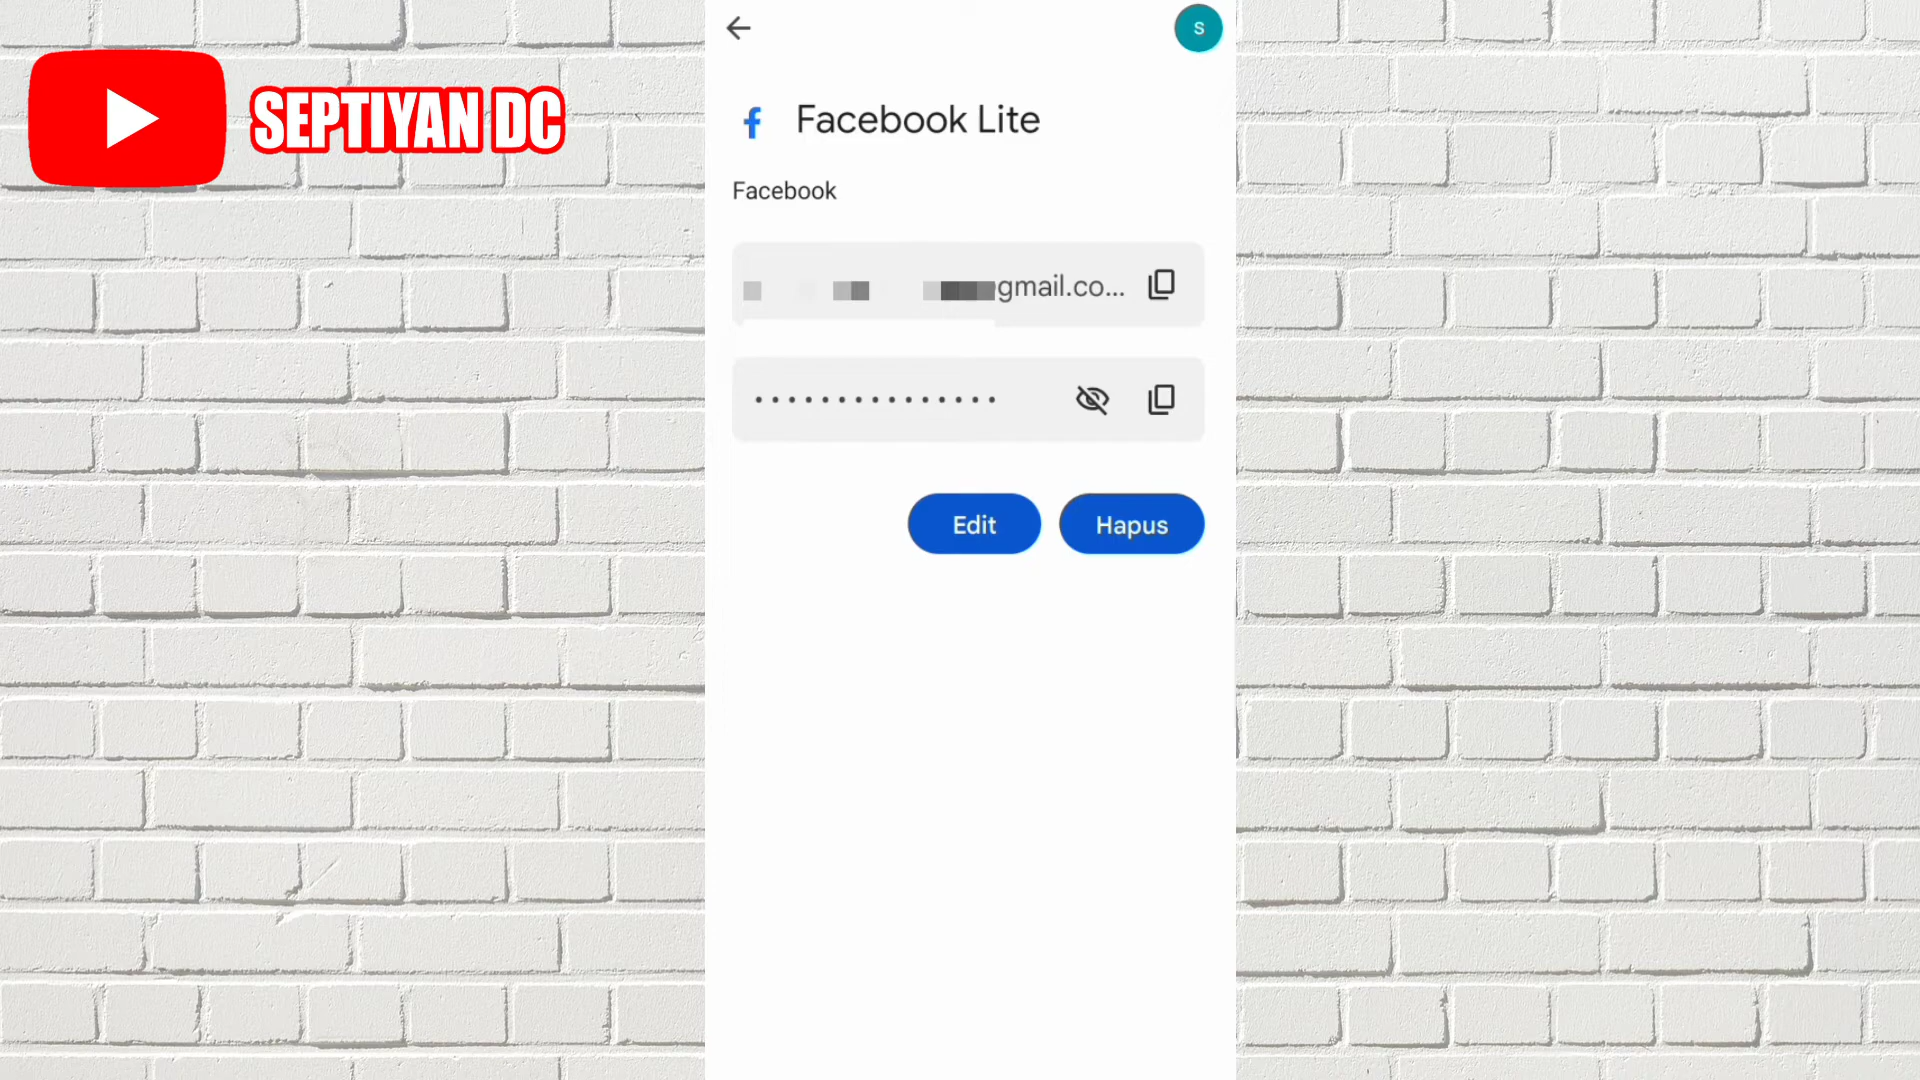 SEPTIYAN DC
S
Facebook Lite
Facebook
gmail.co...
Edit
Hapus